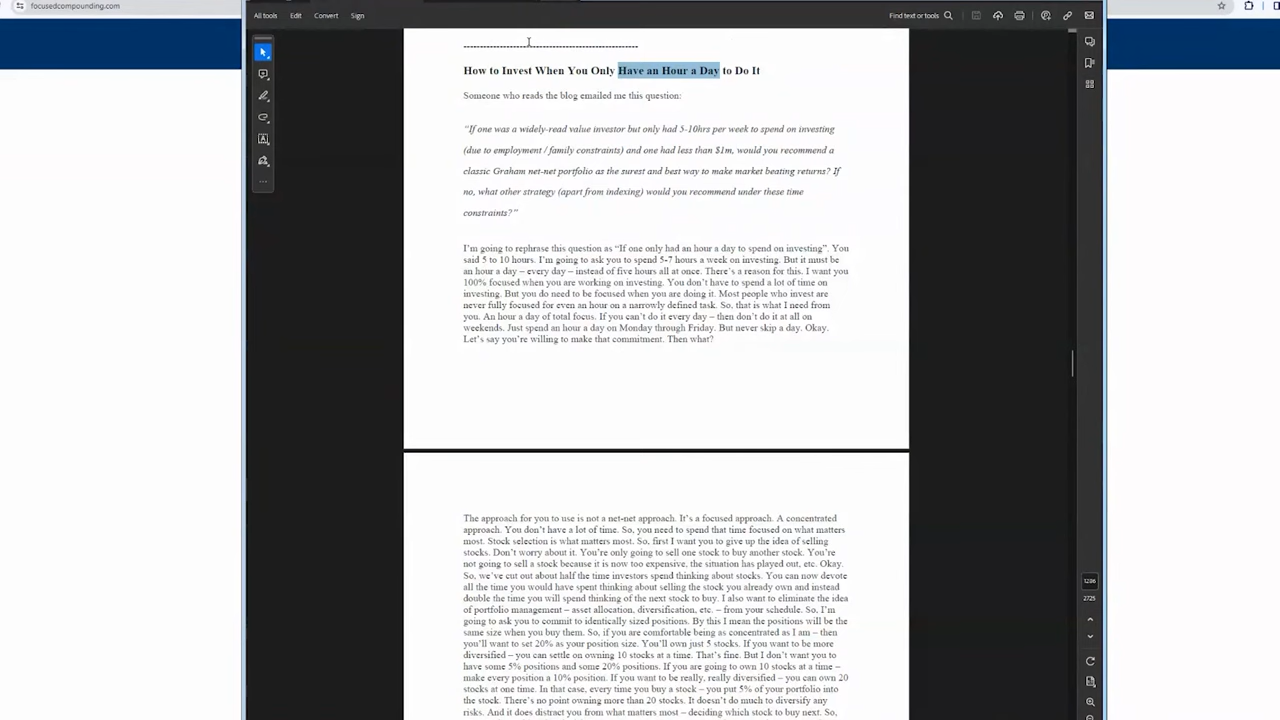 focusedcompounding.com
All tools Edit Convert Sign Find text or tools
----------------------------------------------------
How to Invest When You Only Have an Hour a Day to Do It
Someone who reads the blog emailed me this question:
"If one was a widely-read value investor but only had 5-10hrs per week to spend on investing
(due to employment / family constraints) and one had less than $1m, would you recommend a
classic Graham net-net portfolio as the surest and best way to make market beating returns? If
no, what other strategy (apart from indexing) would you recommend under these time
constraints?"
I'm going to rephrase this question as "If one only had an hour a day to spend on investing". You
said 5 to 10 hours. I'm going to ask you to spend 5-7 hours a week on investing. But it must be
an hour a day – every day – instead of five hours all at once. There's a reason for this. I want you
100% focused when you are working on investing. You don't have to spend a lot of time on
investing. But you do need to be focused when you are doing it. Most people who invest are
never fully focused for even an hour on a narrowly defined task. So, that is what I need from
you. An hour a day of total focus. If you can't do it every day – then don't do it at all on
weekends. Just spend an hour a day on Monday through Friday. But never skip a day. Okay.
Let's say you're willing to make that commitment. Then what?
The approach for you to use is not a net-net approach. It's a focused approach. A concentrated
approach. You don't have a lot of time. So, you need to spend that time focused on what matters
most. Stock selection is what matters most. So, first I want you to give up the idea of selling
stocks. Don't worry about it. You're only going to sell one stock to buy another stock. You're
not going to sell a stock because it is now too expensive, the situation has played out, etc. Okay.
So, we've cut out about half the time investors spend thinking about stocks. You can now devote
all the time you would have spent thinking about selling the stock you already own and instead
double the time you will spend thinking of the next stock to buy. I also want to eliminate the idea
of portfolio management – asset allocation, diversification, etc. – from your schedule. So, I'm
going to ask you to commit to identically sized positions. By this I mean the positions will be the
same size when you buy them. So, if you are comfortable being as concentrated as I am – then
you'll want to set 20% as your position size. You'll own just 5 stocks. If you want to be more
diversified – you can settle on owning 10 stocks at a time. That's fine. But I don't want you to
have some 5% positions and some 20% positions. If you are going to own 10 stocks at a time –
make every position a 10% position. If you want to be really, really diversified – you can own 20
stocks at one time. In that case, every time you buy a stock – you put 5% of your portfolio into
the stock. There's no point owning more than 20 stocks. It doesn't do much to diversify any
risks. And it does distract you from what matters most – deciding which stock to buy next. So,
1286
2725